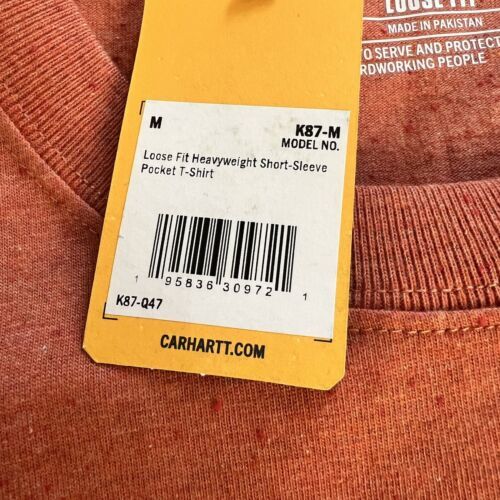 LOOSE FIT
MADE IN PAKISTAN
TO SERVE AND PROTECT
RDWORKING PEOPLE
M
K87-M
MODEL NO.
Loose Fit Heavyweight Short-Sleeve
Pocket T-Shirt
1 95836 30972 1
K87-Q47
CARHARTT.COM